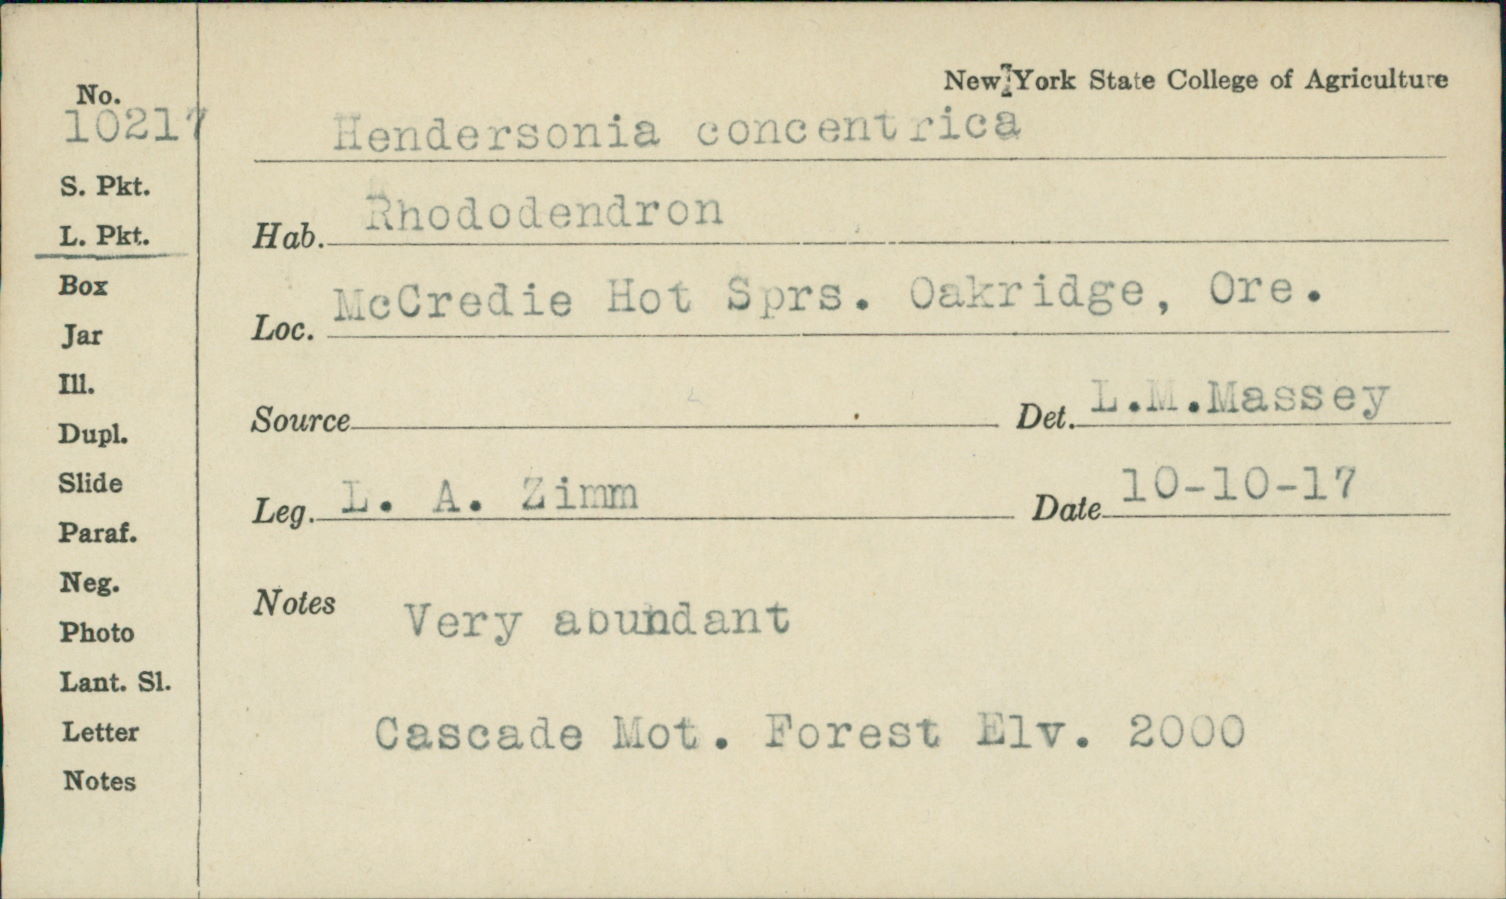 New York State College of Agriculture
No.
10217
Hendersonia concentrica
S. Pkt.
L. Pkt.
Box
Jar
Ill.
Dupl.
Slide
Paraf.
Neg.
Photo
Lant. Sl.
Letter
Notes
Hab. Rhododendron
Loc. McCredie Hot Sprs. Oakridge, Ore.
Source
Det. L.M.Massey
Leg. L. A. Zimm
Date 10-10-17
Notes Very abundant
Cascade Mot. Forest Elv. 2000